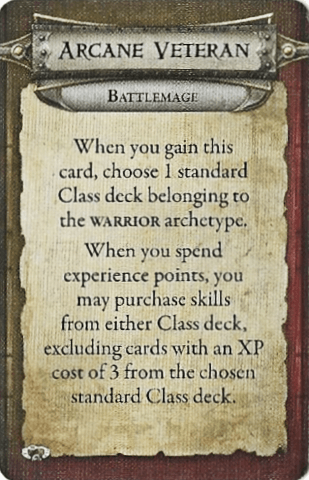 ARCANE VETERAN
BATTLEMAGE
When you gain this
card, choose 1 standard
Class deck belonging to
the WARRIOR archetype.
When you spend
experience points, you
may purchase skills
from either Class deck,
excluding cards with an XP
cost of 3 from the chosen
standard Class deck.